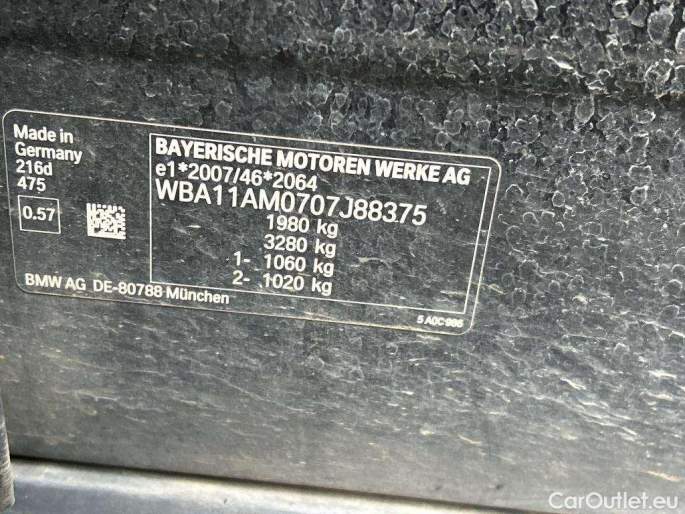 Made in
Germany
216d
475
0.57
BMW AG DE-80788 München
BAYERISCHE MOTOREN WERKE AG
e1*2007/46*2064
WBA11AM0707J88375
1980 kg
3280 kg
1- 1060 kg
2- 1020 kg
5 A0C 986
CarOutlet.eu